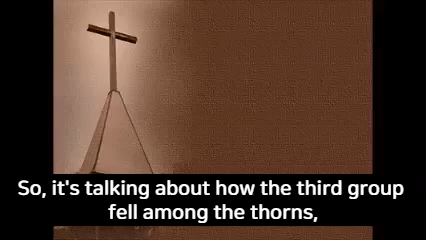 So, it's talking about how the third group
fell among the thorns,